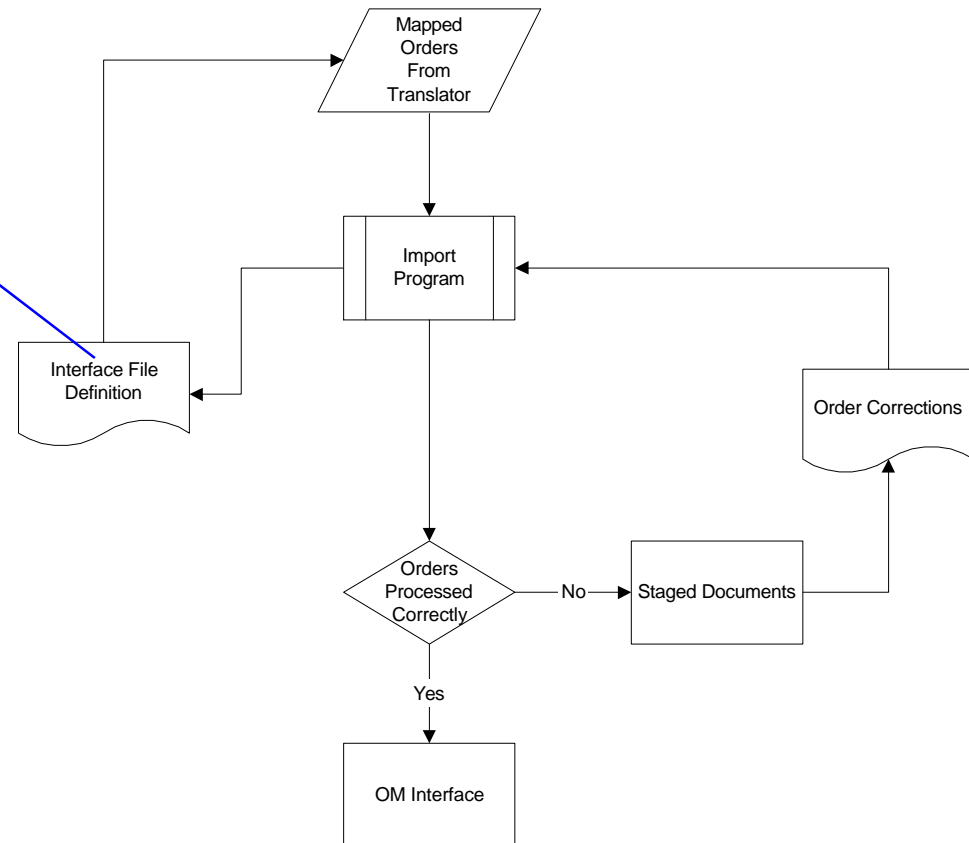 Mapped
Orders
From
Translator
Import
Program
Interface File
Definition
Order Corrections
Orders
Processed
Correctly
No
Staged Documents
Yes
OM Interface